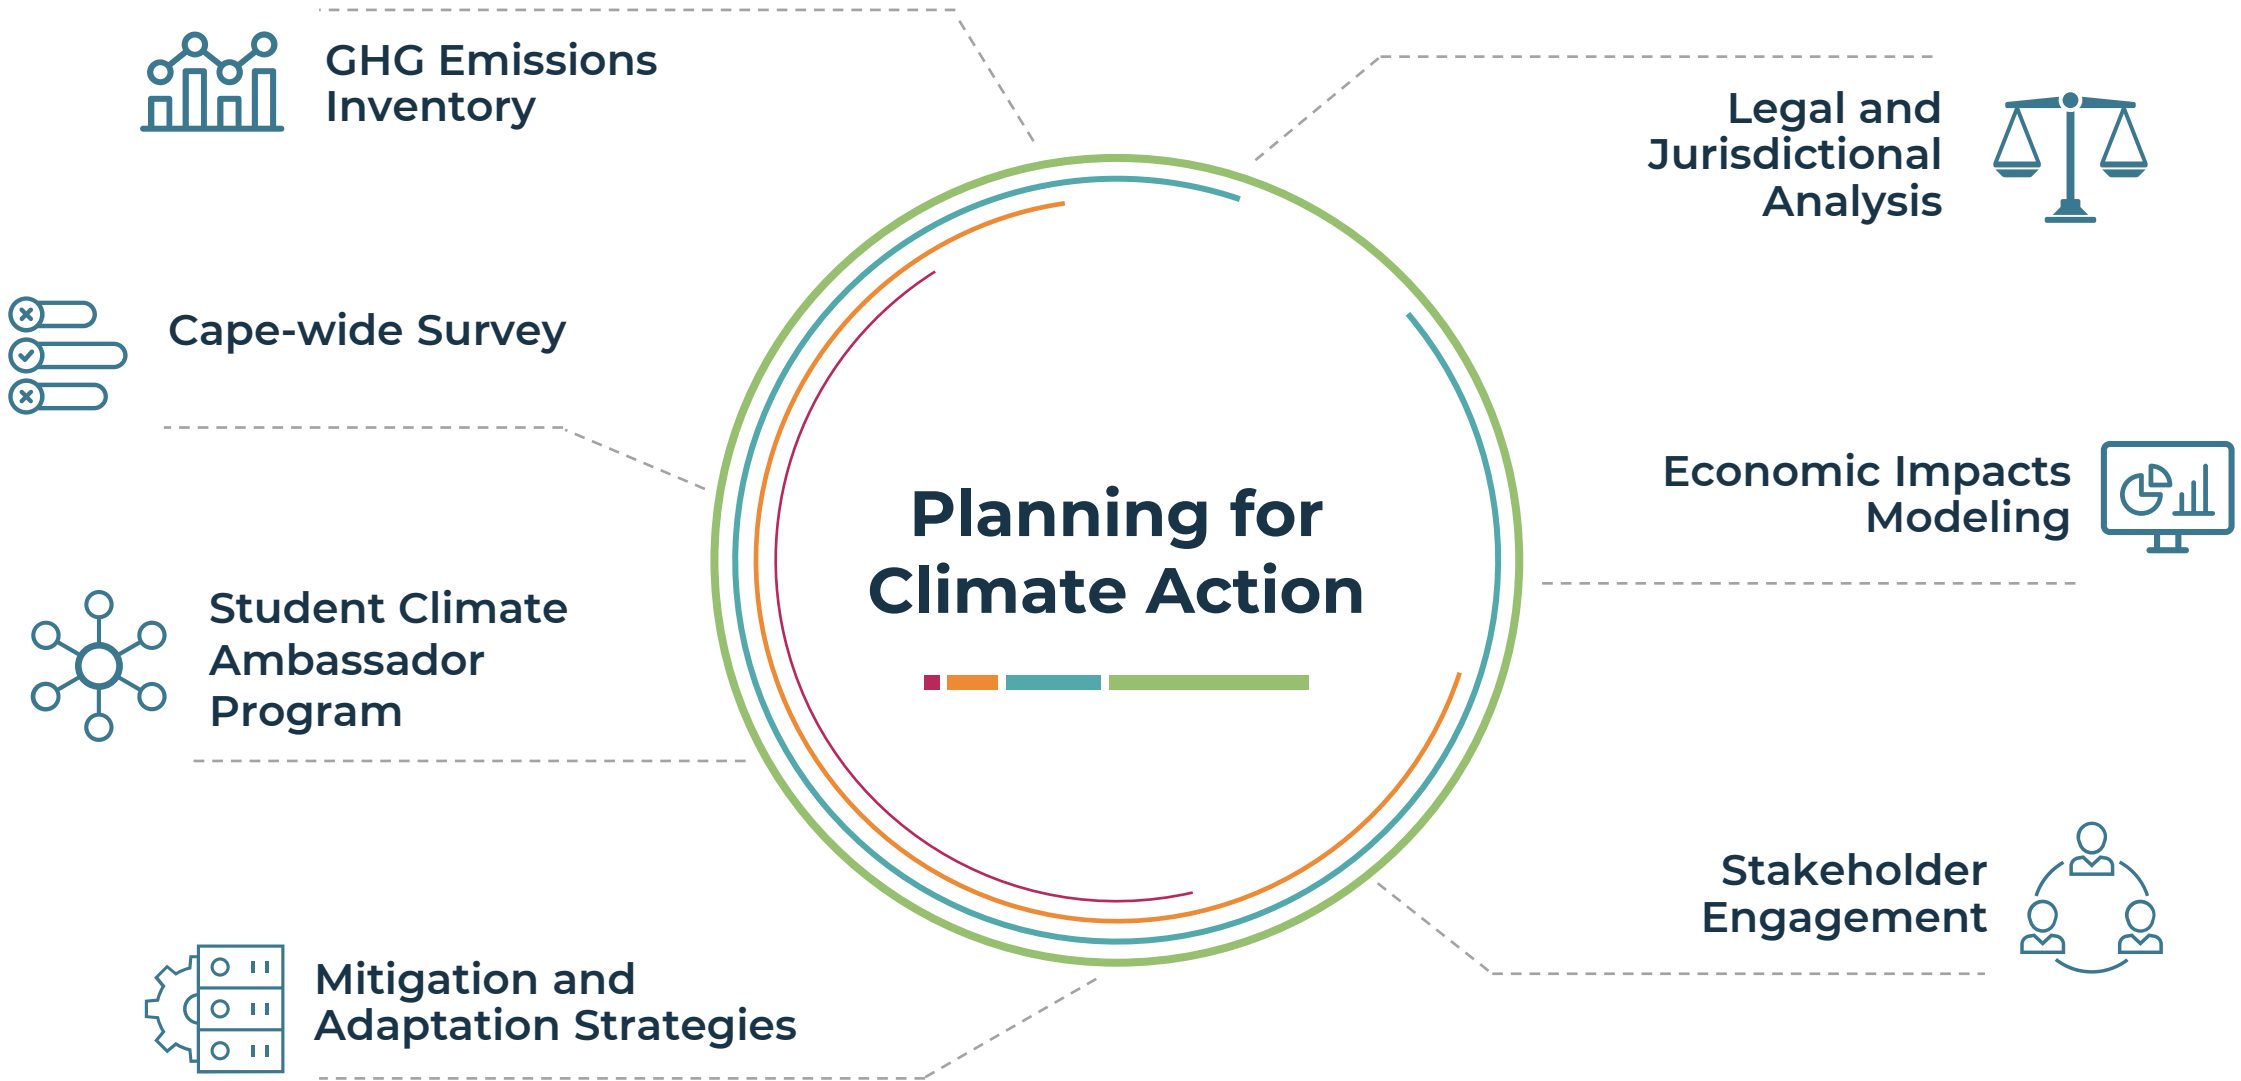 GHG Emissions
Inventory
Legal and
Jurisdictional
Analysis
Cape-wide Survey
Economic Impacts
Modeling
Planning for
Climate Action
Student Climate
Ambassador
Program
Stakeholder
Engagement
Mitigation and
Adaptation Strategies